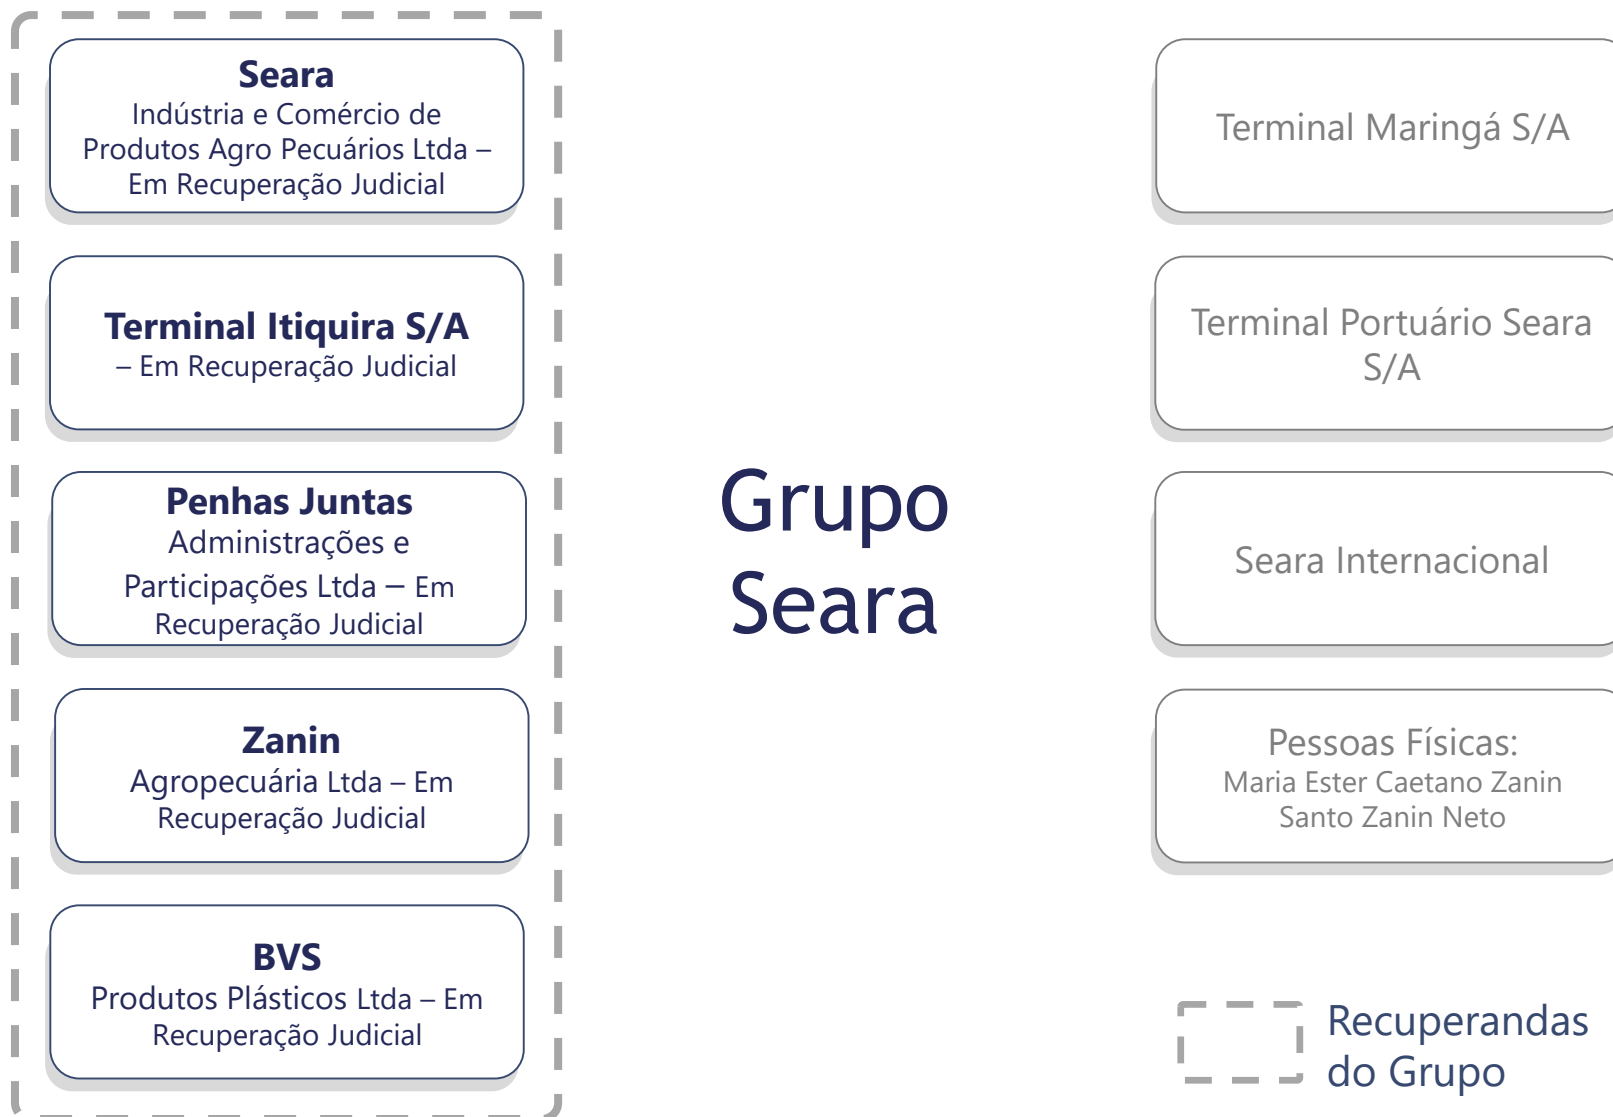 Seara
Indústria e Comércio de
Produtos Agro Pecuários Ltda –
Em Recuperação Judicial
Terminal Itiquira S/A
– Em Recuperação Judicial
Penhas Juntas
Administrações e
Participações Ltda – Em
Recuperação Judicial
Zanin
Agropecuária Ltda – Em
Recuperação Judicial
BVS
Produtos Plásticos Ltda – Em
Recuperação Judicial
Grupo
Seara
Terminal Maringá S/A
Terminal Portuário Seara
S/A
Seara Internacional
Pessoas Físicas:
Maria Ester Caetano Zanin
Santo Zanin Neto
Recuperandas
do Grupo